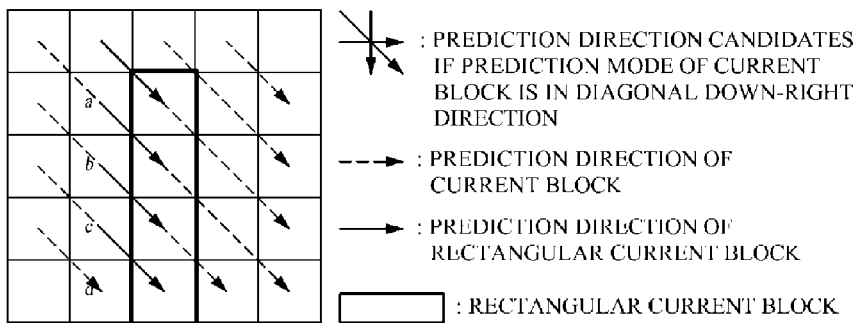 : PREDICTION DIRECTION CANDIDATES
IF PREDICTION MODE OF CURRENT
BLOCK IS IN DIAGONAL DOWN-RIGHT
DIRECTION
a
b
: PREDICTION DIRECTION OF
CURRENT BLOCK
c
: PREDICTION DIRECTION OF
RECTANGULAR CURRENT BLOCK
d
: RECTANGULAR CURRENT BLOCK